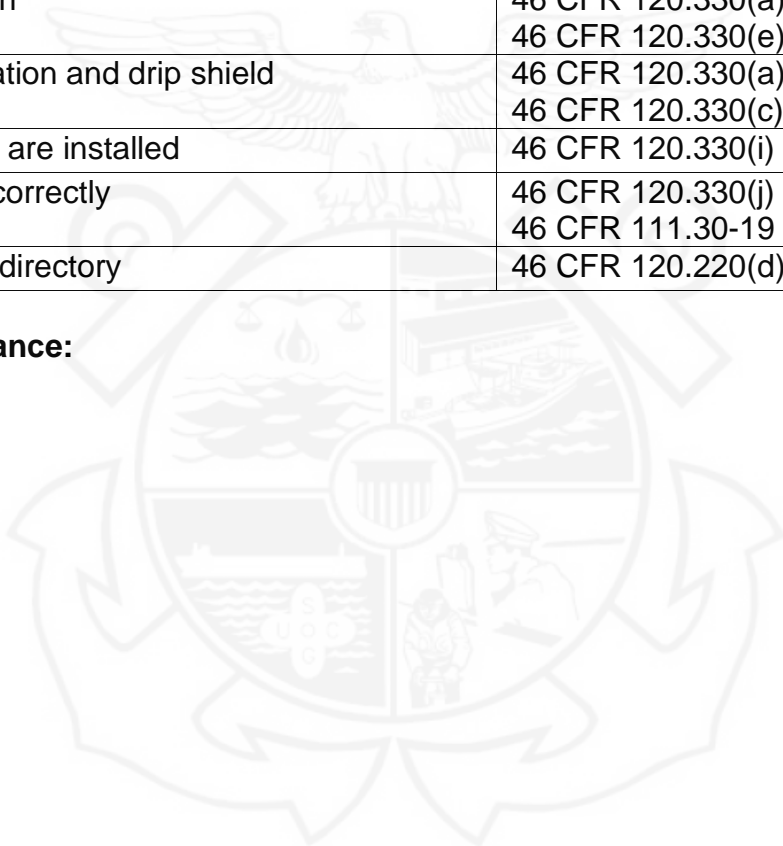 46 CFR 120.330(a)
46 CFR 120.330(e)
ation and drip shield 46 CFR 120.330(a)
46 CFR 120.330(c)
are installed 46 CFR 120.330(i)
correctly 46 CFR 120.330(j)
46 CFR 111.30-19
directory 46 CFR 120.220(d)
ance:
S
U O C
G